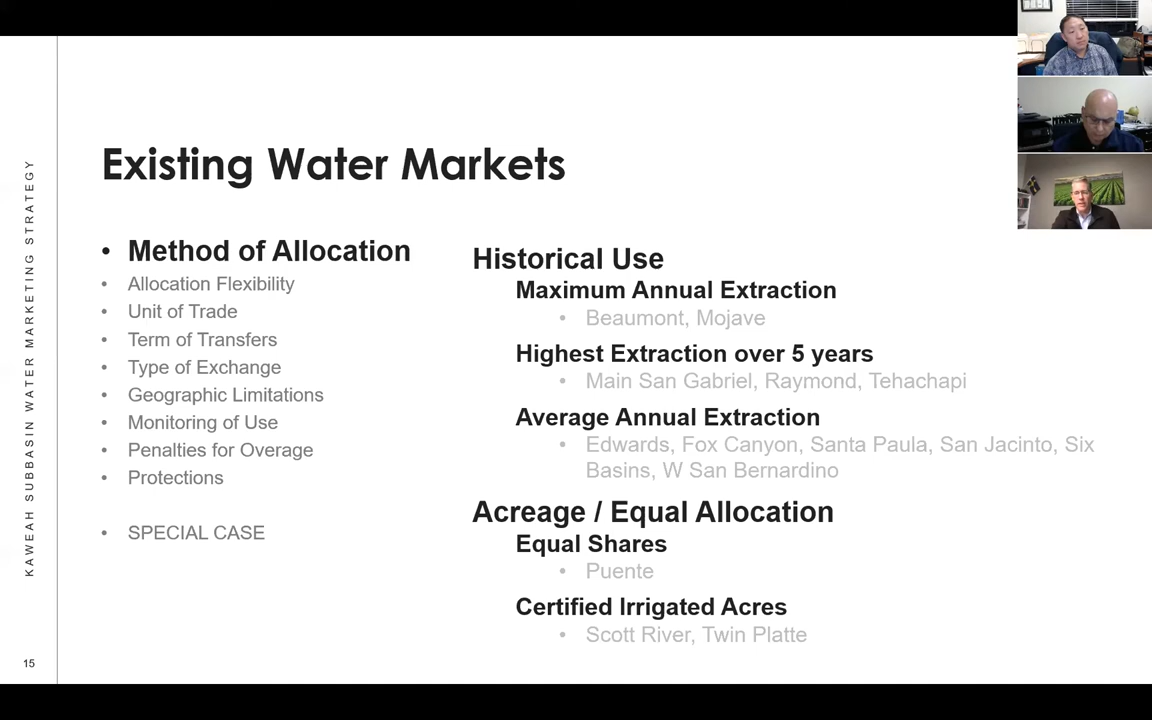 KAWEAH SUBBASIN WATER MARKETING STRATEGY
Existing Water Markets
• Method of Allocation
• Allocation Flexibility
• Unit of Trade
• Term of Transfers
• Type of Exchange
• Geographic Limitations
• Monitoring of Use
• Penalties for Overage
• Protections
• SPECIAL CASE
Historical Use
Maximum Annual Extraction
• Beaumont, Mojave
Highest Extraction over 5 years
• Main San Gabriel, Raymond, Tehachapi
Average Annual Extraction
• Edwards, Fox Canyon, Santa Paula, San Jacinto, Six
Basins, W San Bernardino
Acreage / Equal Allocation
Equal Shares
• Puente
Certified Irrigated Acres
• Scott River, Twin Platte
15